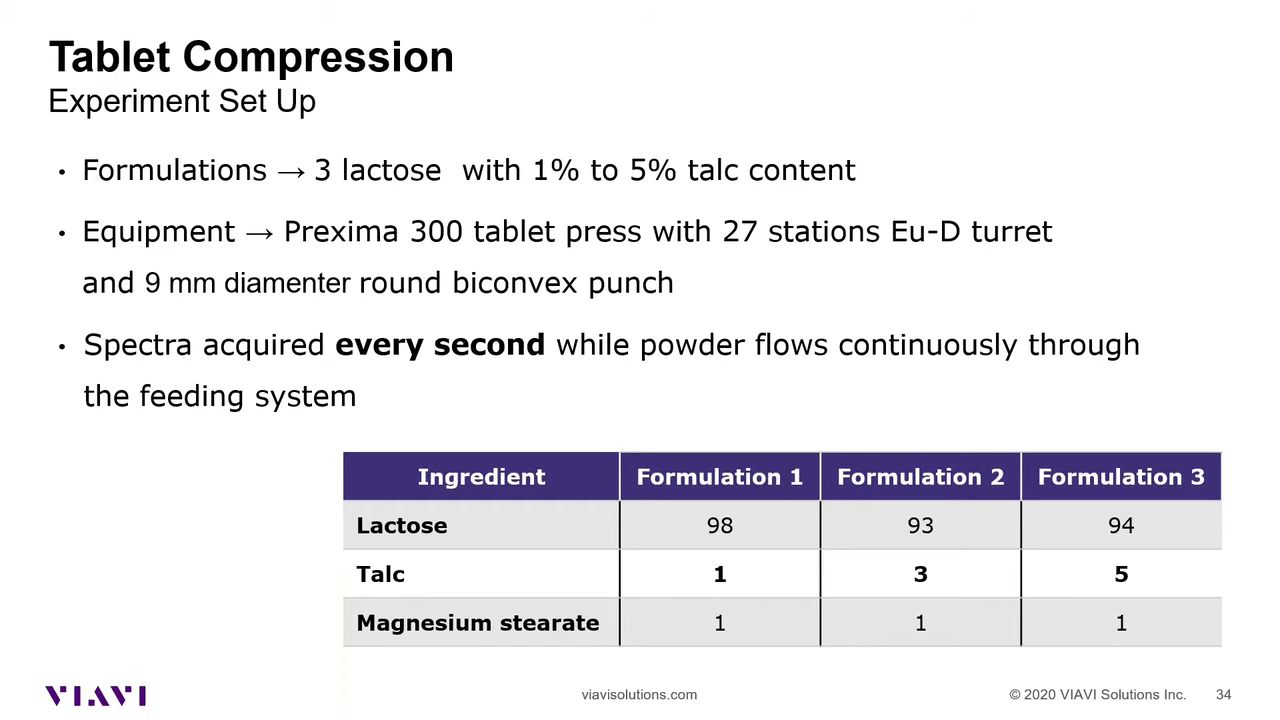 Tablet Compression
Experiment Set Up
• Formulations → 3 lactose with 1% to 5% talc content
• Equipment → Prexima 300 tablet press with 27 stations Eu-D turret
and 9 mm diamenter round biconvex punch
• Spectra acquired every second while powder flows continuously through
the feeding system
Ingredient Formulation 1 Formulation 2 Formulation 3
Lactose 98 93 94
Talc 1 3 5
Magnesium stearate 1 1 1
VIAVI viavisolutions.com © 2020 VIAVI Solutions Inc. 34